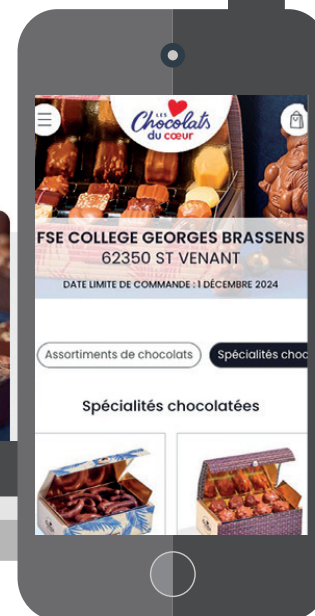 LES
Chocolats
du cœur
FSE COLLEGE GEORGES BRASSENS
62350 ST VENANT
DATE LIMITE DE COMMANDE : 1 DÉCEMBRE 2024
Assortiments de chocolats
Spécialités choc
Spécialités chocolatées